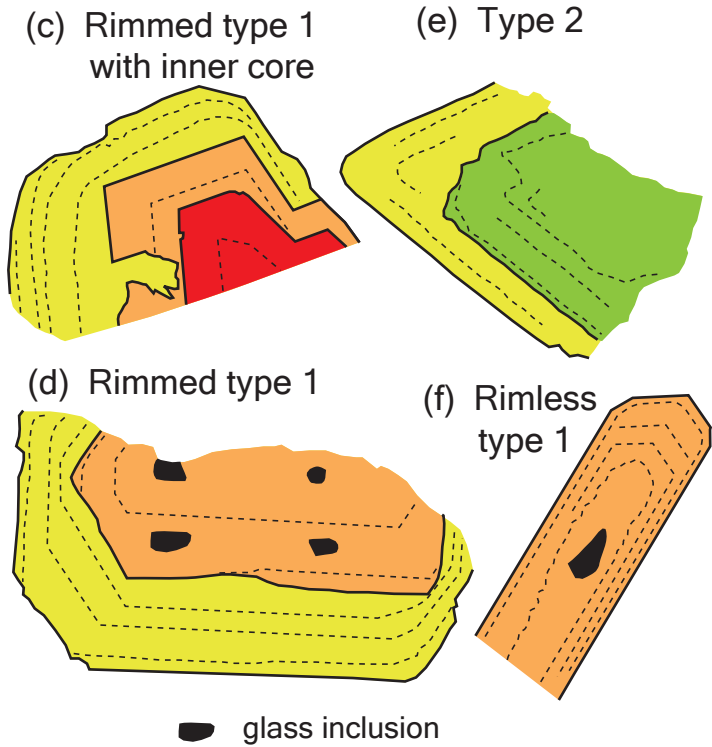 (c) Rimmed type 1
with inner core
(e) Type 2
(d) Rimmed type 1
(f) Rimless
type 1
glass inclusion